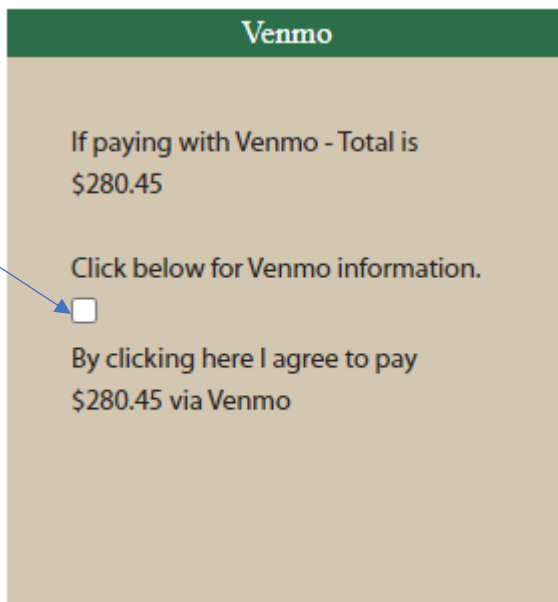 Venmo
If paying with Venmo - Total is
$280.45
Click below for Venmo information.
By clicking here I agree to pay
$280.45 via Venmo